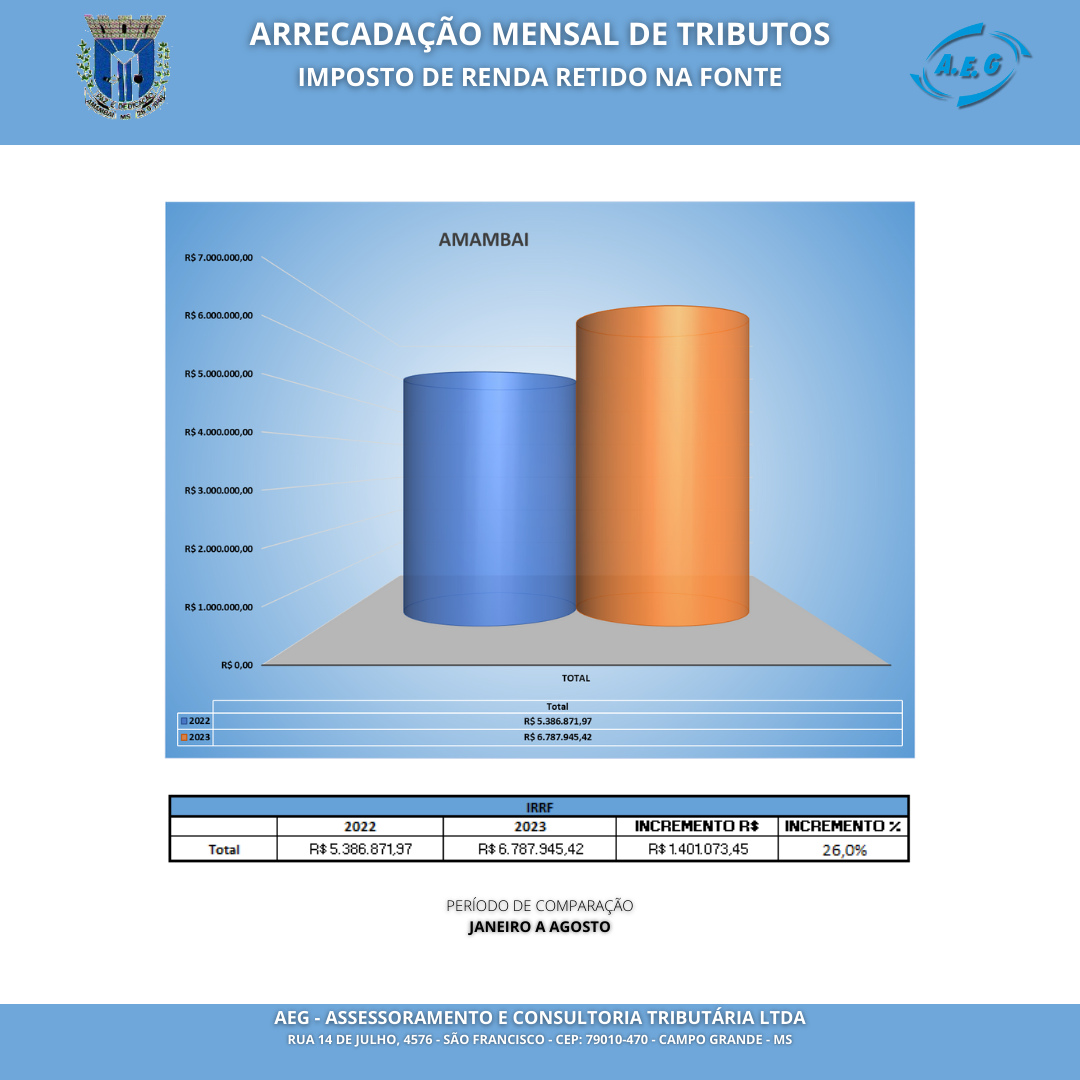 ARRECADAÇÃO MENSAL DE TRIBUTOS
IMPOSTO DE RENDA RETIDO NA FONTE
A.E.G
AMAMBAI
R$ 7.000.000,00
R$ 6.000.000,00
R$ 5.000.000,00
R$ 4.000.000,00
R$ 3.000.000,00
R$ 2.000.000,00
R$ 1.000.000,00
R$ 0,00
TOTAL
Total
2022 R$ 5.386.871,97
2023 R$ 6.787.945,42
IRRF
2022 2023 INCREMENTO R$ INCREMENTO %
Total R$ 5.386.871,97 R$ 6.787.945,42 R$ 1.401.073,45 26,0%
PERÍODO DE COMPARAÇÃO
JANEIRO A AGOSTO
AEG - ASSESSORAMENTO E CONSULTORIA TRIBUTÁRIA LTDA
RUA 14 DE JULHO, 4576 - SÃO FRANCISCO - CEP: 79010-470 - CAMPO GRANDE - MS